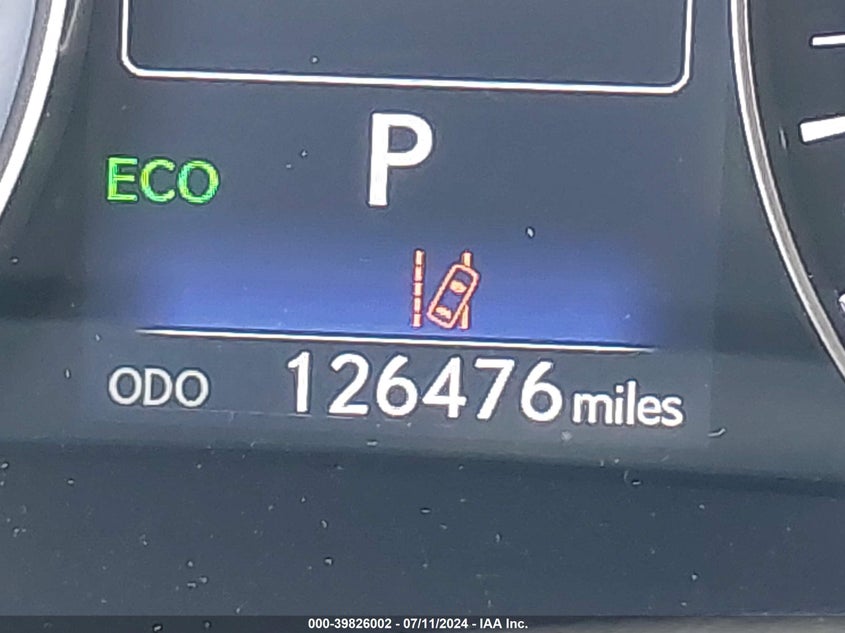 P
ECO
ODO 126476 miles
000-39826002 - 07/11/2024 - IAA Inc.